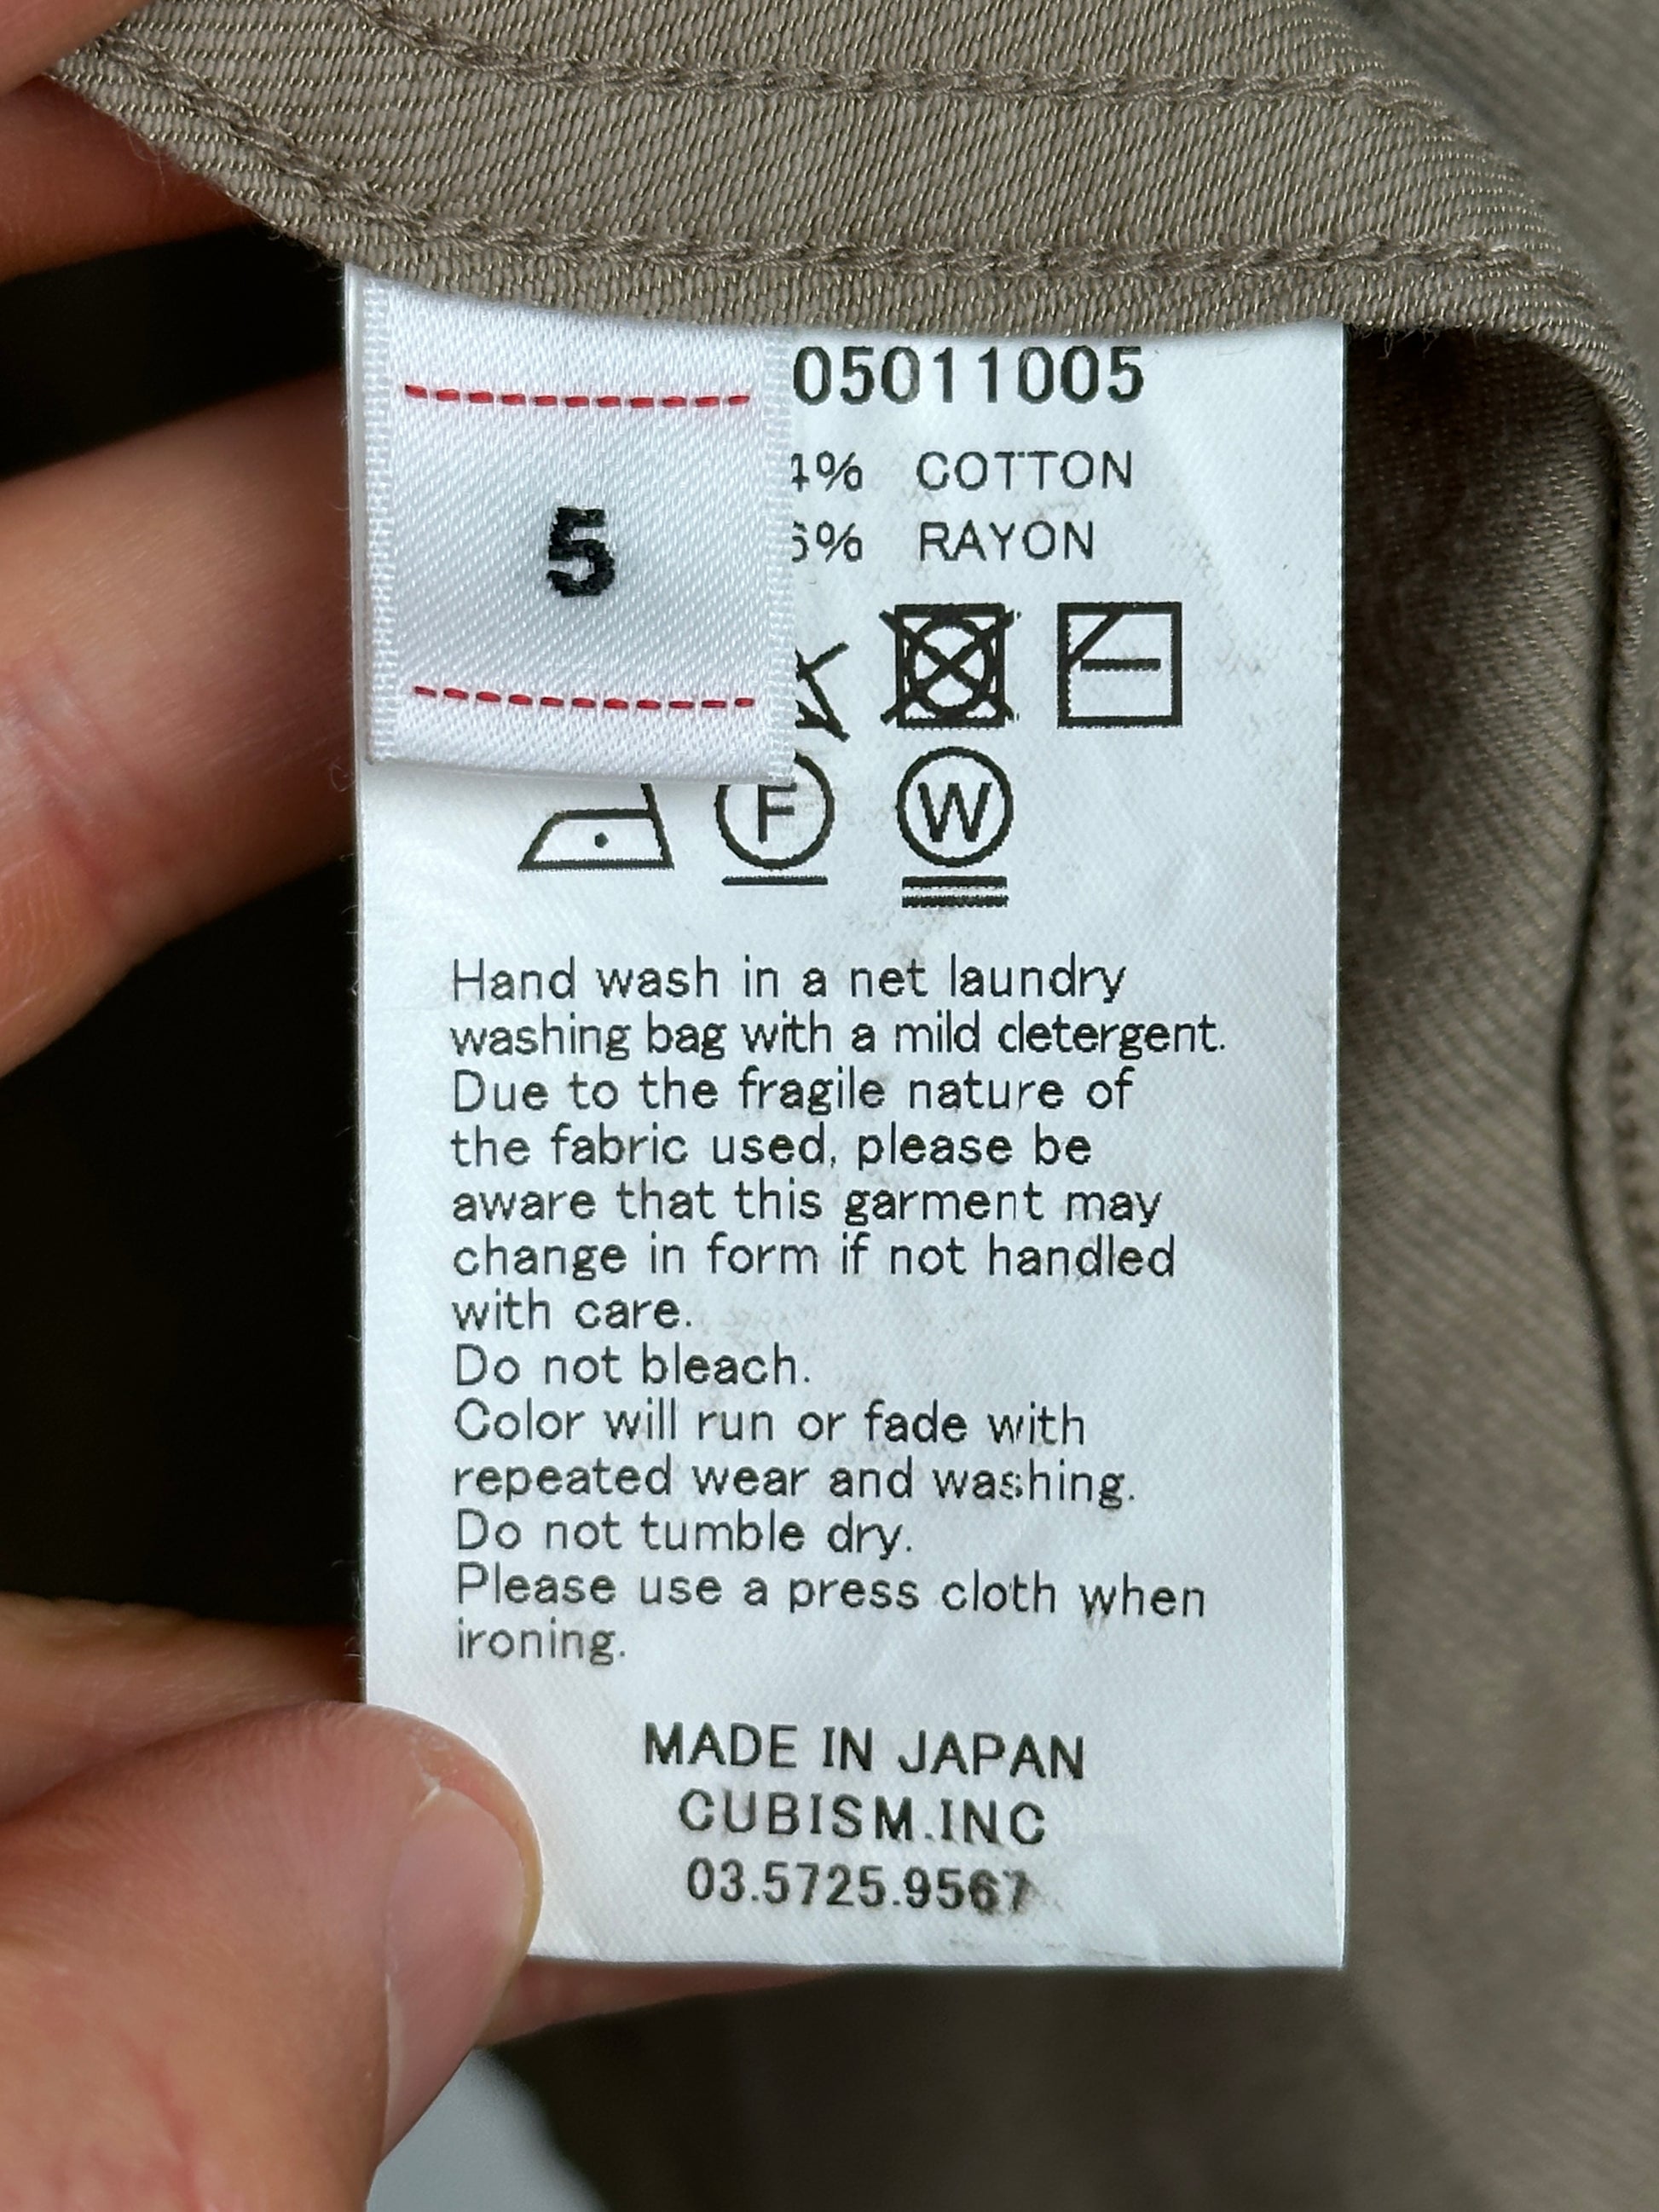 5
05011005
% COTTON
% RAYON
F
W
Hand wash in a net laundry
washing bag with a mild detergent.
Due to the fragile nature of
the fabric used, please be
aware that this garment may
change in form if not handled
with care.
Do not bleach.
Color will run or fade with
repeated wear and washing.
Do not tumble dry.
Please use a press cloth when
ironing.
MADE IN JAPAN
CUBISM.INC
03.5725.9567